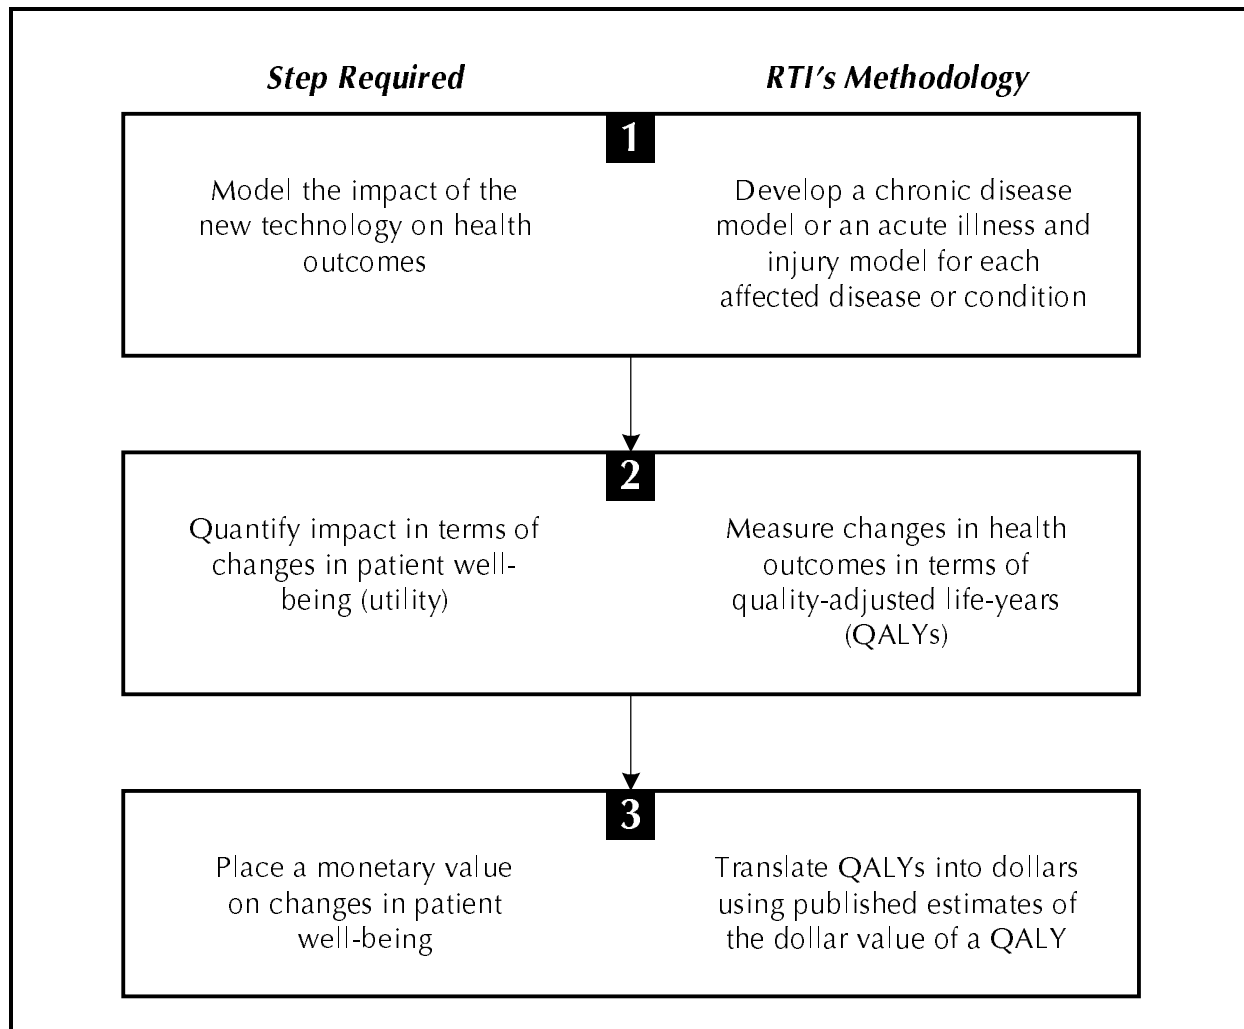 Step Required
RTI's Methodology
1
Model the impact of the
new technology on health
outcomes
Develop a chronic disease
model or an acute illness and
injury model for each
affected disease or condition
2
Quantify impact in terms of
changes in patient well-
being (utility)
Measure changes in health
outcomes in terms of
quality-adjusted life-years
(QALYs)
3
Place a monetary value
on changes in patient
well-being
Translate QALYs into dollars
using published estimates of
the dollar value of a QALY